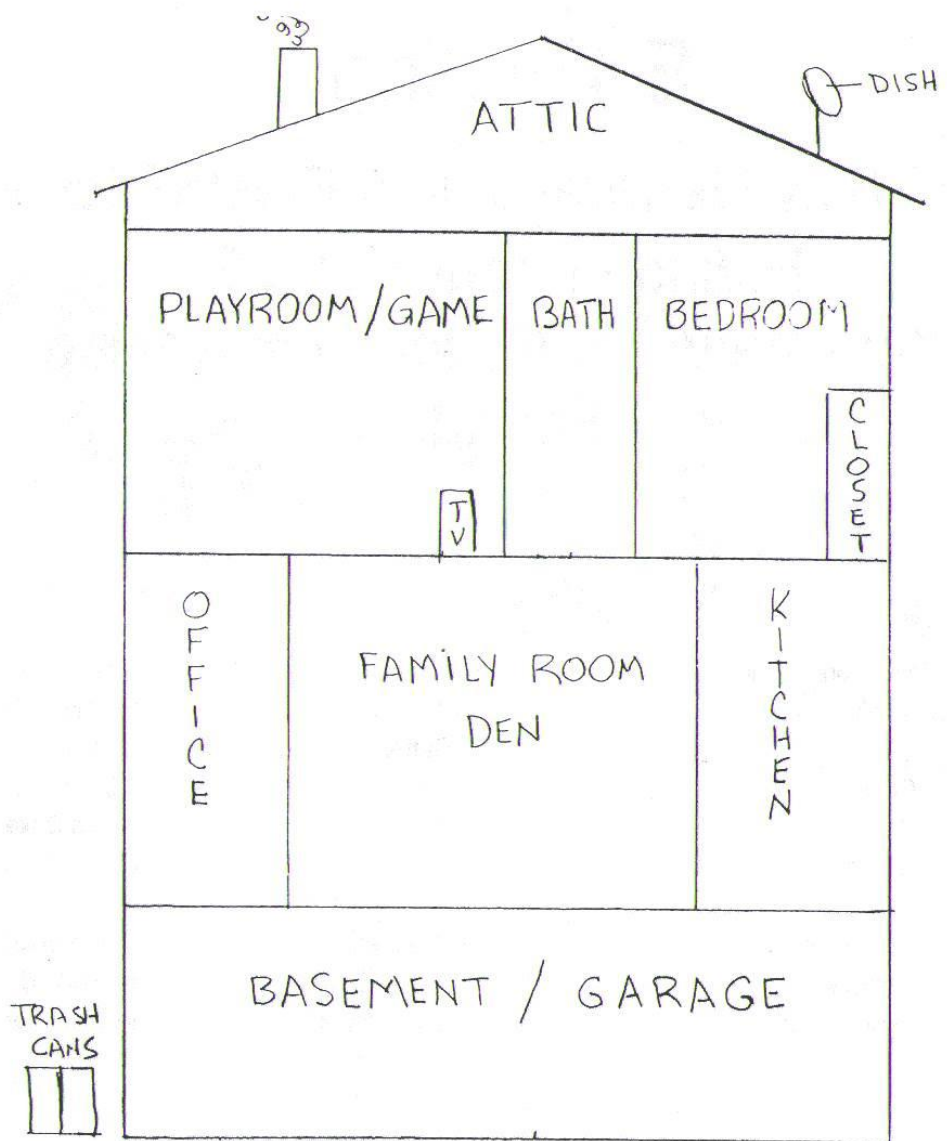 DISH
ATTIC
PLAYROOM/GAME
BATH
BEDROOM
CLOSET
TV
OFFICE
FAMILY ROOM
DEN
KITCHEN
BASEMENT / GARAGE
TRASH
CANS